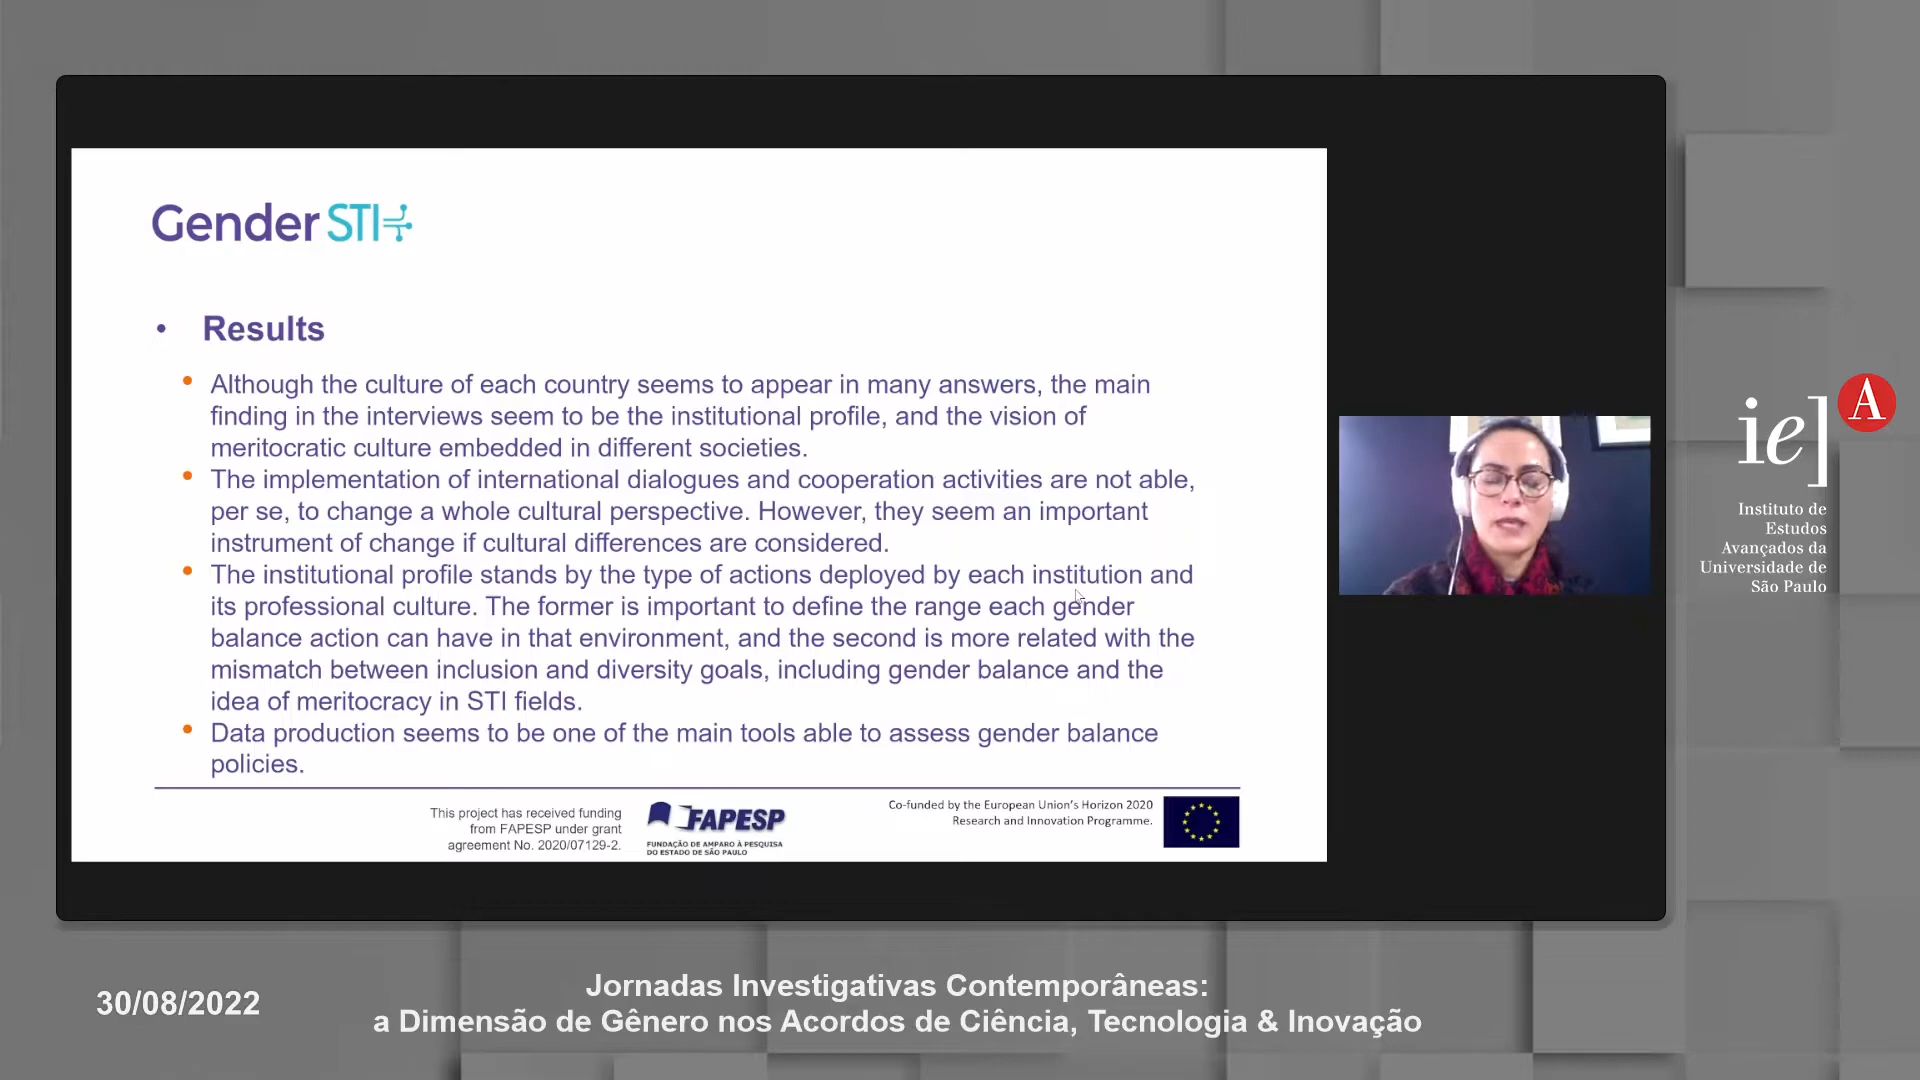 Gender STI
• Results
• Although the culture of each country seems to appear in many answers, the main
finding in the interviews seem to be the institutional profile, and the vision of
meritocratic culture embedded in different societies.
• The implementation of international dialogues and cooperation activities are not able,
per se, to change a whole cultural perspective. However, they seem an important
instrument of change if cultural differences are considered.
• The institutional profile stands by the type of actions deployed by each institution and
its professional culture. The former is important to define the range each gender
balance action can have in that environment, and the second is more related with the
mismatch between inclusion and diversity goals, including gender balance and the
idea of meritocracy in STI fields.
• Data production seems to be one of the main tools able to assess gender balance
policies.
This project has received funding
from FAPESP under grant
agreement No. 2020/07129-2.
FAPESP
FUNDAÇÃO DE AMPARO À PESQUISA
DO ESTADO DE SÃO PAULO
Co-funded by the European Union's Horizon 2020
Research and Innovation Programme.
ie] A
Instituto de
Estudos
Avançados da
Universidade de
São Paulo
30/08/2022
Jornadas Investigativas Contemporâneas:
a Dimensão de Gênero nos Acordos de Ciência, Tecnologia & Inovação